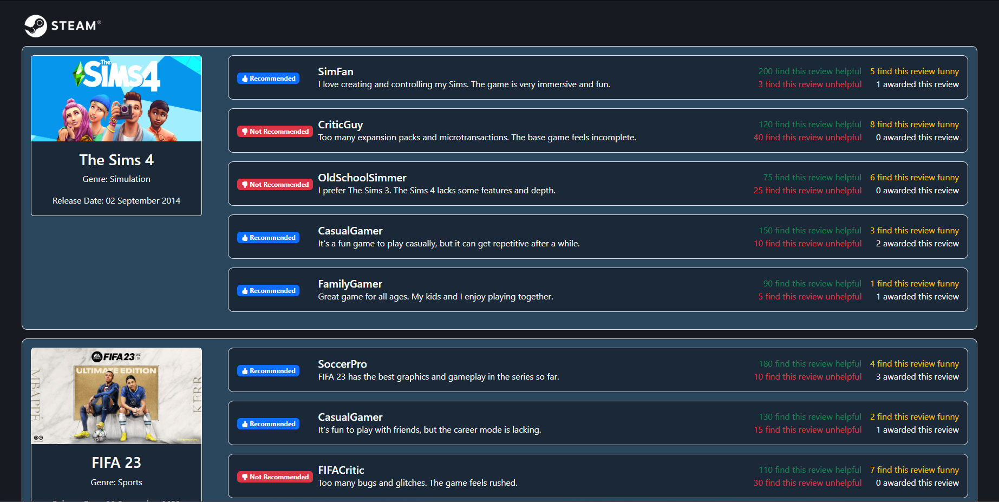 STEAM®
The SIMS 4
The Sims 4
Genre: Simulation
Release Date: 02 September 2014
Recommended
SimFan
I love creating and controlling my Sims. The game is very immersive and fun.
200 find this review helpful
5 find this review funny
3 find this review unhelpful
1 awarded this review
Not Recommended
CriticGuy
Too many expansion packs and microtransactions. The base game feels incomplete.
120 find this review helpful
8 find this review funny
40 find this review unhelpful
0 awarded this review
Not Recommended
OldSchoolSimmer
I prefer The Sims 3. The Sims 4 lacks some features and depth.
75 find this review helpful
6 find this review funny
25 find this review unhelpful
0 awarded this review
Recommended
CasualGamer
It's a fun game to play casually, but it can get repetitive after a while.
150 find this review helpful
3 find this review funny
10 find this review unhelpful
2 awarded this review
Recommended
FamilyGamer
Great game for all ages. My kids and I enjoy playing together.
90 find this review helpful
1 find this review funny
5 find this review unhelpful
1 awarded this review
EA SPORTS FIFA 23
ULTIMATE EDITION
MBAPPÉ
KERR
FIFA 23
Genre: Sports
Recommended
SoccerPro
FIFA 23 has the best graphics and gameplay in the series so far.
180 find this review helpful
4 find this review funny
10 find this review unhelpful
3 awarded this review
Recommended
CasualGamer
It's fun to play with friends, but the career mode is lacking.
130 find this review helpful
2 find this review funny
15 find this review unhelpful
1 awarded this review
Not Recommended
FIFACritic
Too many bugs and glitches. The game feels rushed.
110 find this review helpful
7 find this review funny
30 find this review unhelpful
0 awarded this review